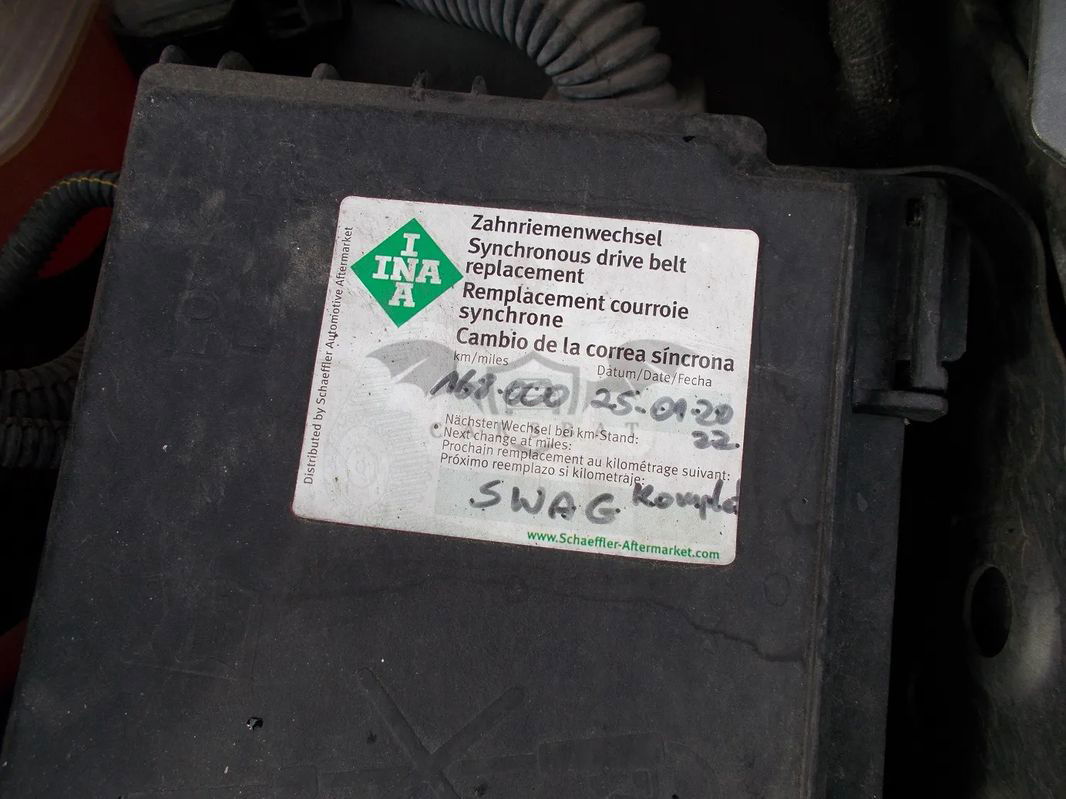 INA
INA
Zahnriemenwechsel
Synchronous drive belt
replacement
Remplacement courroie
synchrone
Cambio de la correa síncrona
km/miles Datum/Date/Fecha
168.000 25.01.20
22.
Nächster Wechsel bei km-Stand:
Next change at miles:
Prochain remplacement au kilométrage suivant:
Próximo reemplazo si kilometraje:
SWAG
www.Schaeffler-Aftermarket.com
Distributed by Schaeffler Automotive Aftermarket